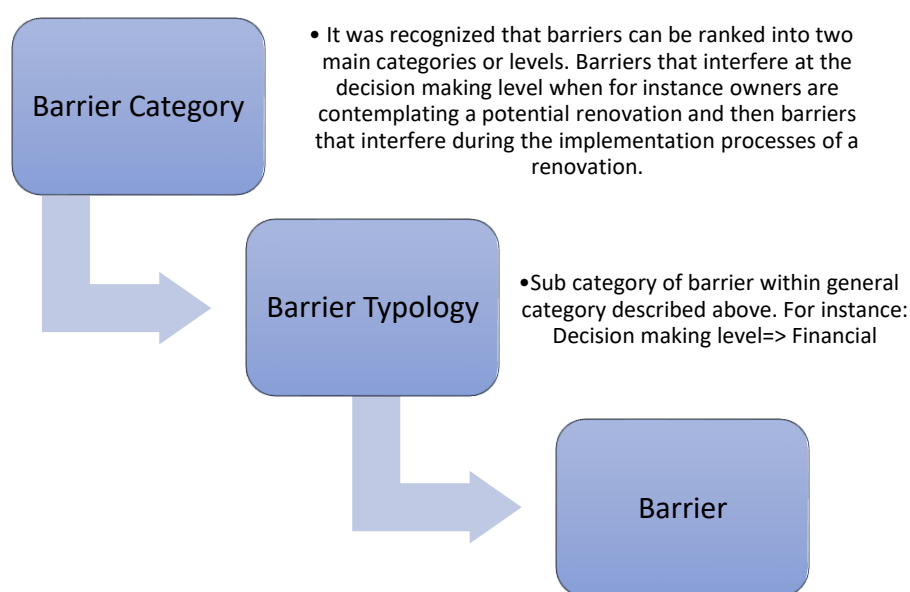 Barrier Category
• It was recognized that barriers can be ranked into two
main categories or levels. Barriers that interfere at the
decision making level when for instance owners are
contemplating a potential renovation and then barriers
that interfere during the implementation processes of a
renovation.
Barrier Typology
•Sub category of barrier within general
category described above. For instance:
Decision making level=> Financial
Barrier